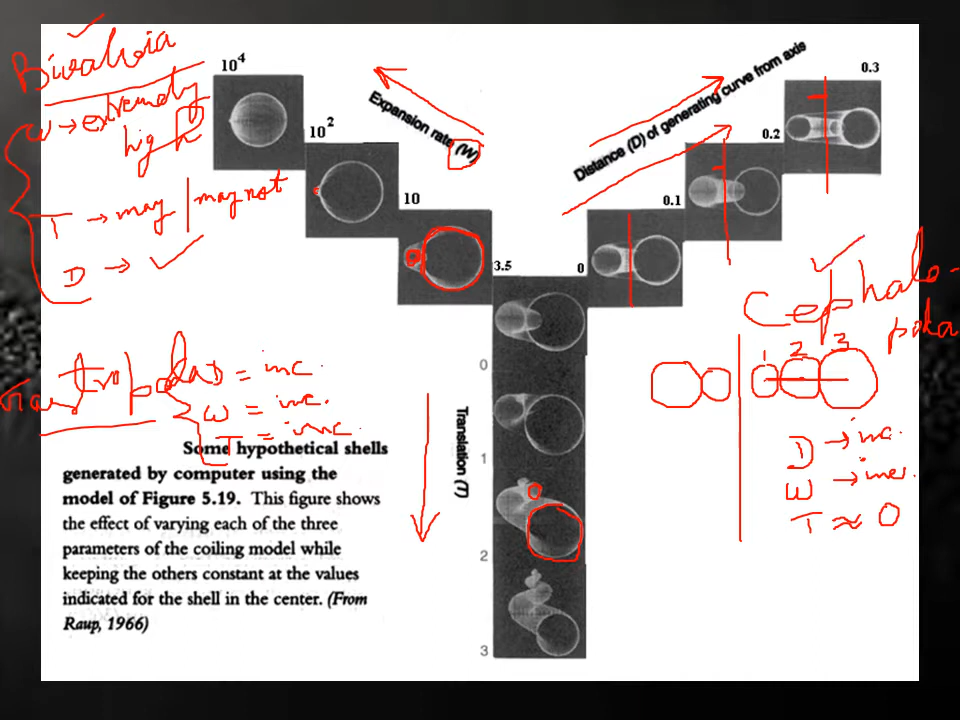 Bivalvia
W → extremely
high
T → may | may not
D →
10⁴
10²
10
3.5
Expansion rate (W)
Distance (D) of generating curve from axis
0
0.1
0.2
0.3
Translation (T)
0
1
2
3
Cephalo-
poda
1 2 3
D → inc.
W → incr.
T ≈ 0
Gastropoda
D = inc.
W = inc.
T = inc.
Some hypothetical shells
generated by computer using the
model of Figure 5.19. This figure shows
the effect of varying each of the three
parameters of the coiling model while
keeping the others constant at the values
indicated for the shell in the center. (From
Raup, 1966)